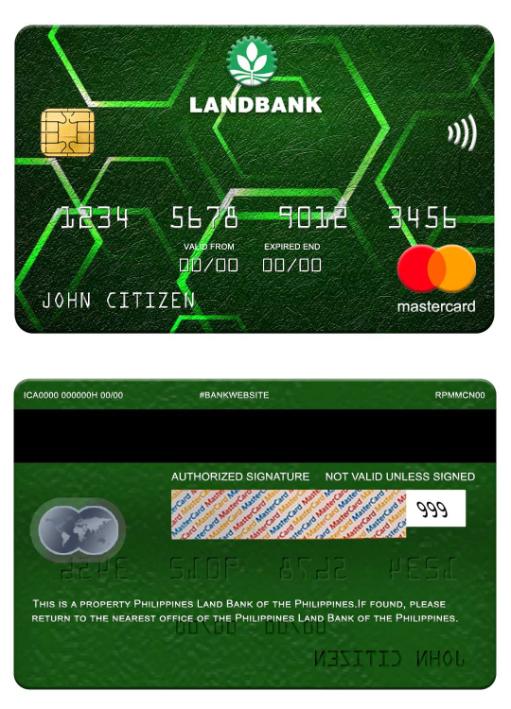 LANDBANK
1234 5678 9012 3456
VALID FROM EXPIRED END
00/00 00/00
JOHN CITIZEN
mastercard
ICA0000 000000H 00/00 #BANKWEBSITE RPMMCN00
AUTHORIZED SIGNATURE NOT VALID UNLESS SIGNED
999
THIS IS A PROPERTY PHILIPPINES LAND BANK OF THE PHILIPPINES.IF FOUND, PLEASE
RETURN TO THE NEAREST OFFICE OF THE PHILIPPINES LAND BANK OF THE PHILIPPINES.